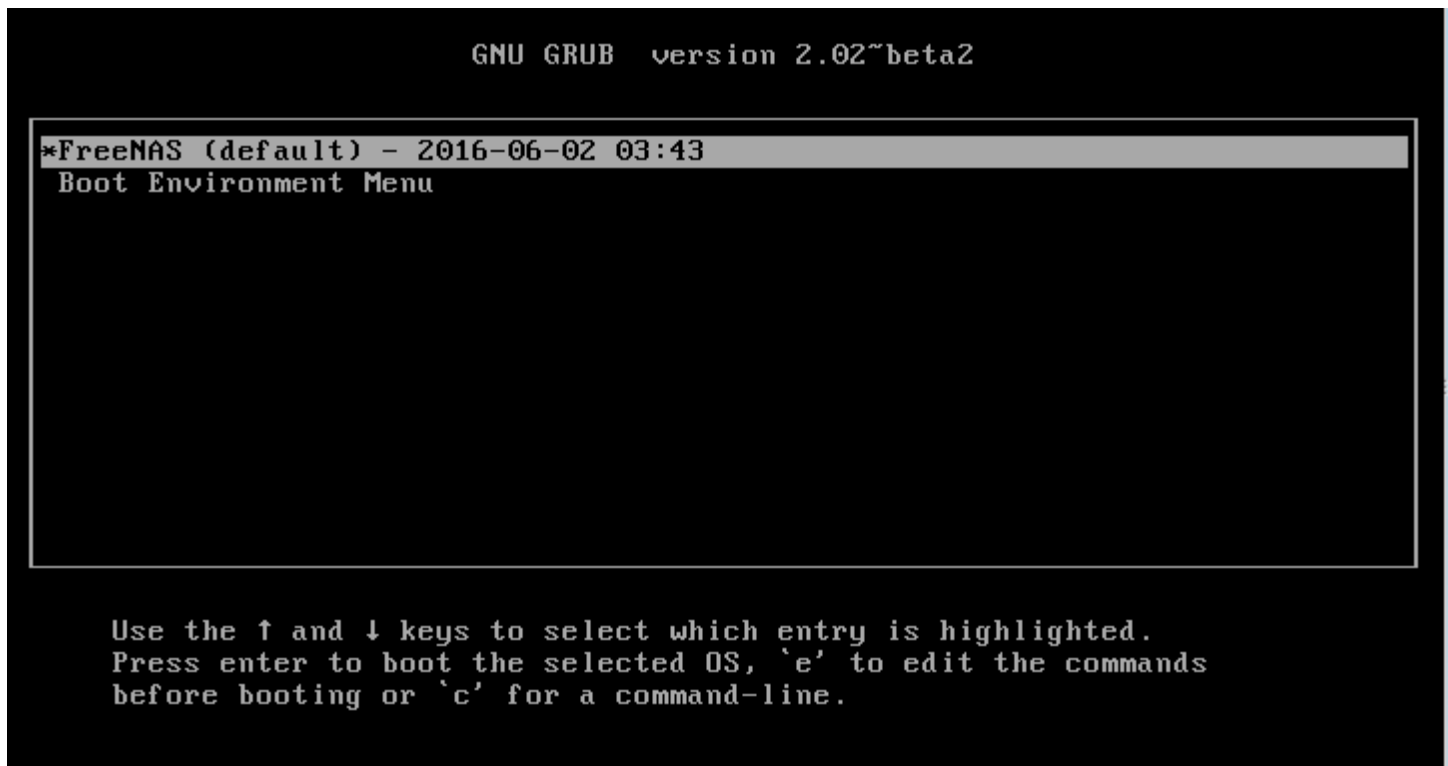 GNU GRUB  version 2.02~beta2
*FreeNAS (default) - 2016-06-02 03:43
Boot Environment Menu
Use the ↑ and ↓ keys to select which entry is highlighted.
Press enter to boot the selected OS, `e' to edit the commands
before booting or `c' for a command-line.